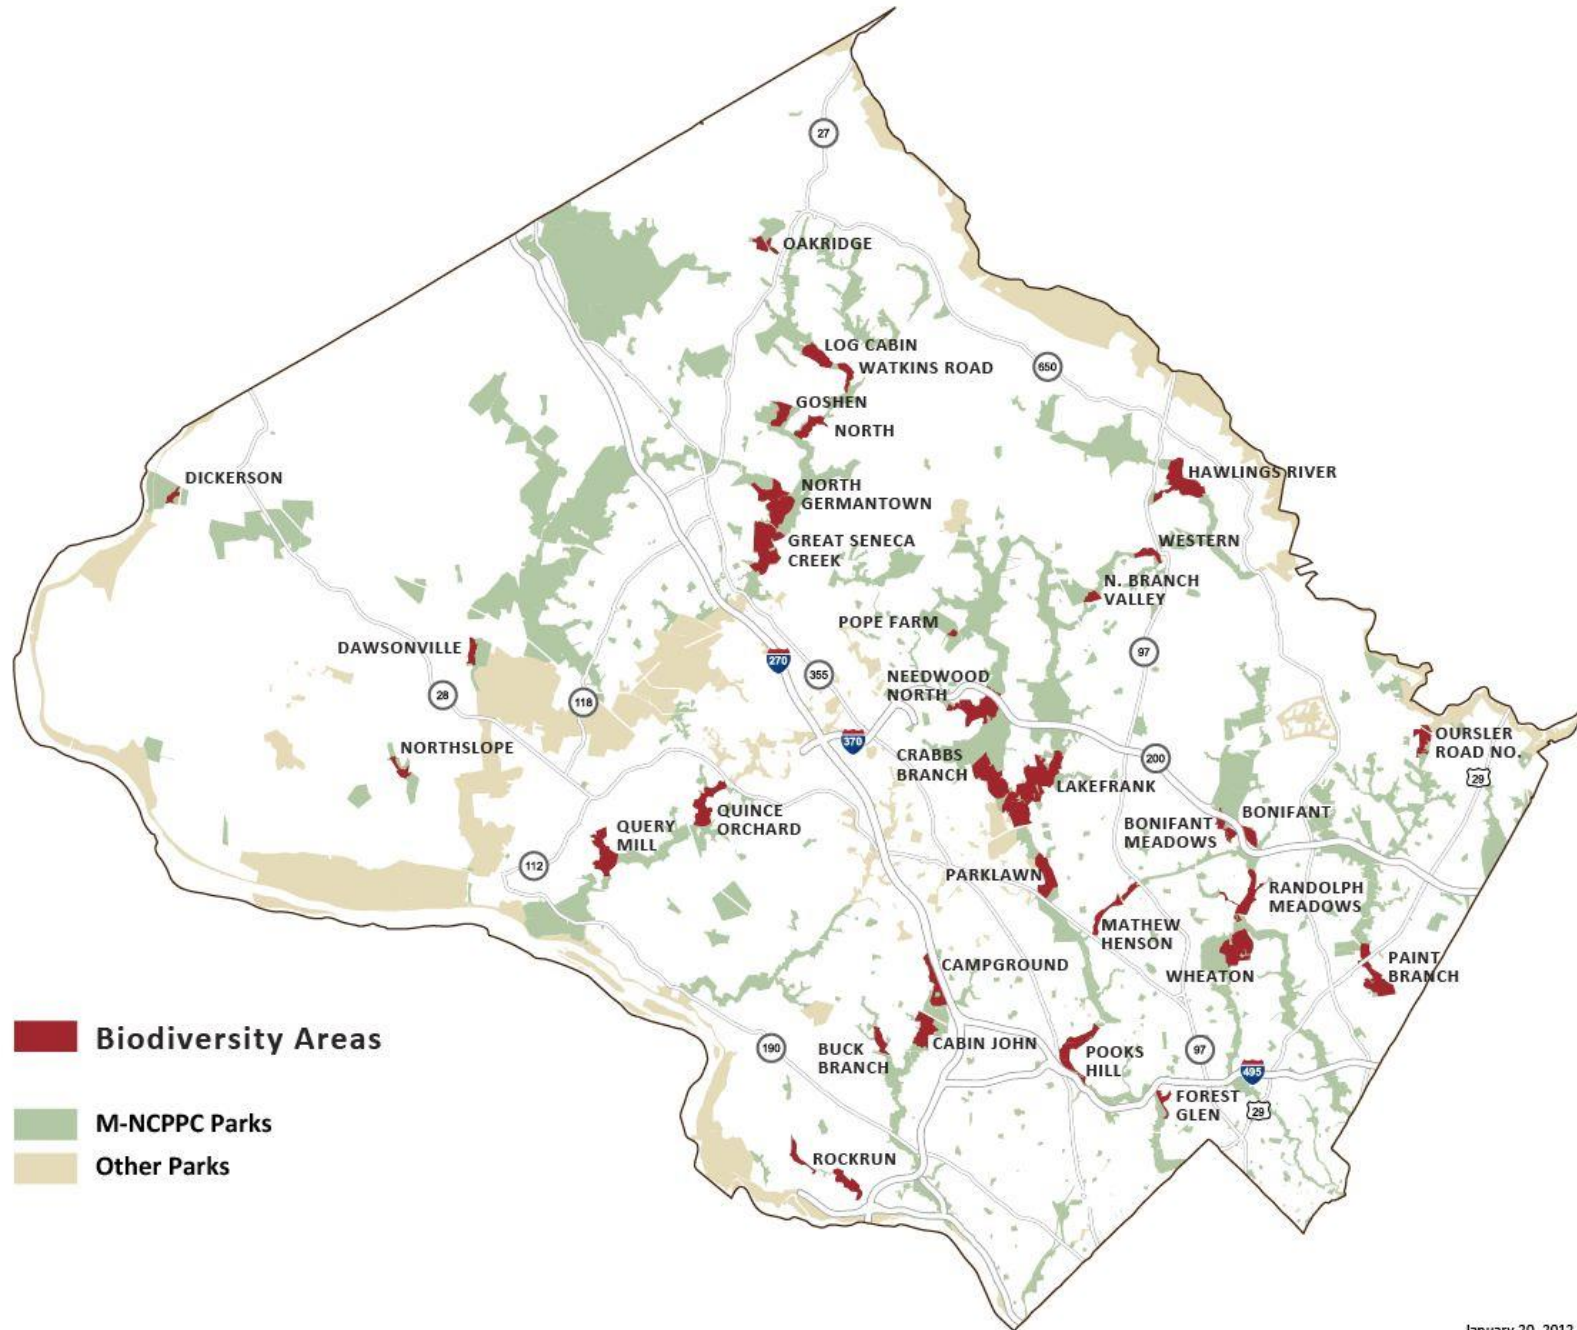 27
OAKRIDGE
LOG CABIN
WATKINS ROAD
650
GOSHEN
NORTH
HAWLINGS RIVER
DICKERSON
NORTH
GERMANTOWN
GREAT SENECA
CREEK
WESTERN
N. BRANCH
VALLEY
POPE FARM
DAWSONVILLE
270
355
97
28
118
NEEDWOOD
NORTH
370
200
NORTHSLOPE
CRABBS
BRANCH
LAKEFRANK
OURSLER
ROAD NO.
29
QUINCE
ORCHARD
QUERY
MILL
BONIFANT
BONIFANT
MEADOWS
112
PARKLAWN
RANDOLPH
MEADOWS
MATHEW
HENSON
WHEATON
PAINT
BRANCH
CAMPGROUND
Biodiversity Areas
190
BUCK
BRANCH
CABIN JOHN
POOKS
HILL
97
495
FOREST
GLEN
29
M-NCPPC Parks
Other Parks
ROCKRUN
January 20, 2012